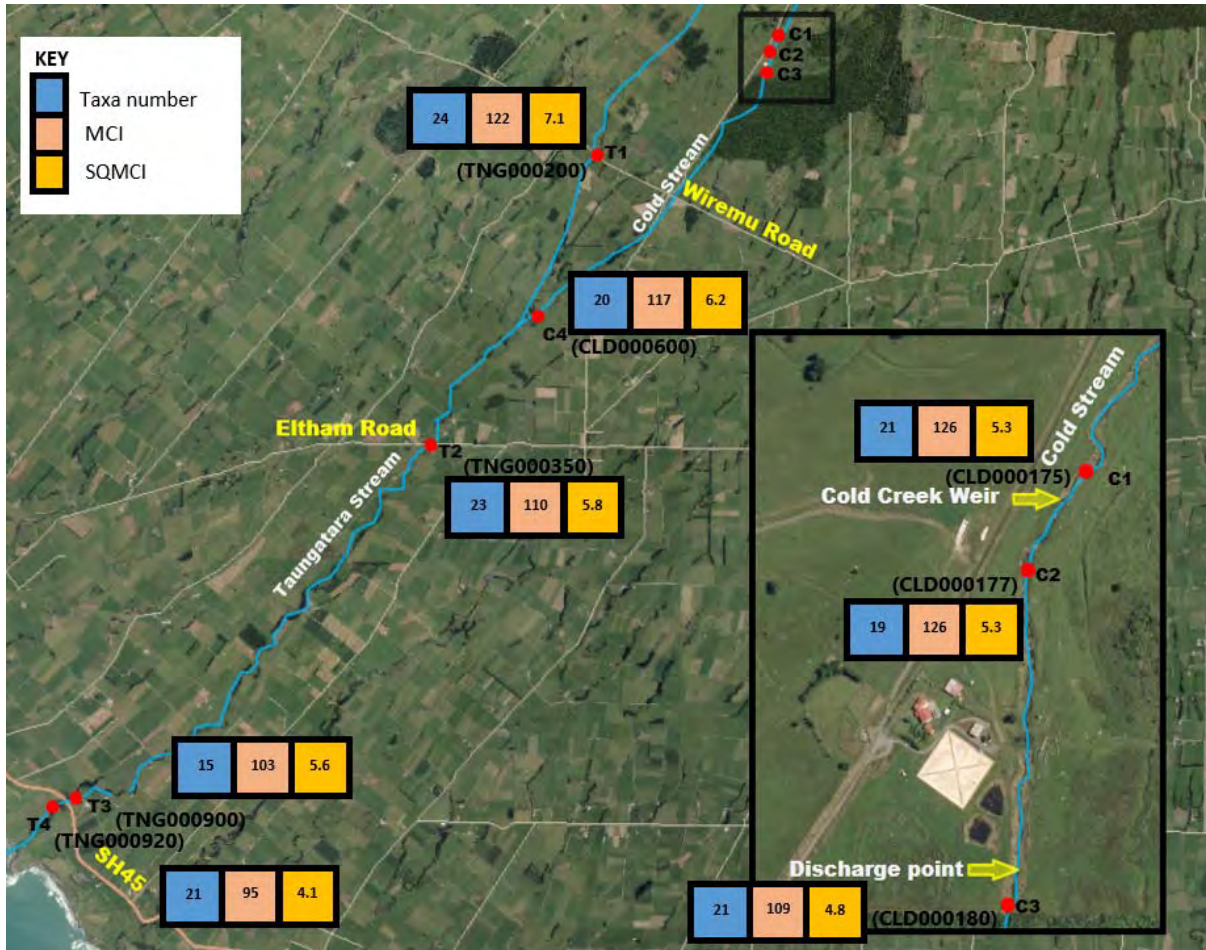 KEY
Taxa number
MCI
SQMCI
C1
C2
C3
24 122 7.1
T1
(TNG000200)
Cold Stream
Wiremu Road
20 117 6.2
C4
(CLD000600)
Eltham Road
T2
(TNG000350)
23 110 5.8
Taungatara Stream
15 103 5.6
T3
(TNG000900)
T4
(TNG000920)
SH45
21 95 4.1
Cold Stream
21 126 5.3
(CLD000175)
C1
Cold Creek Weir
C2
(CLD000177)
19 126 5.3
Discharge point
21 109 4.8
(CLD000180)
C3